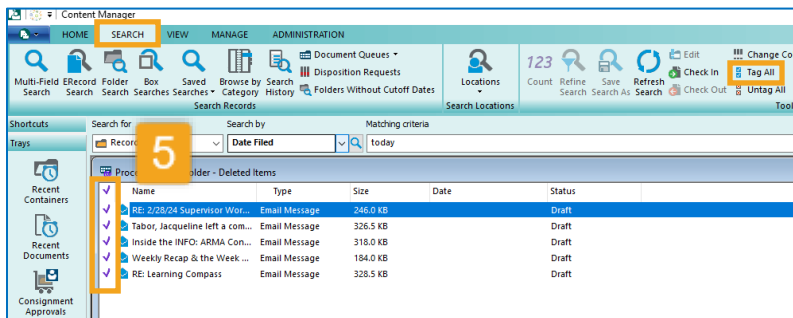 Content Manager
HOME SEARCH VIEW MANAGE ADMINISTRATION
Multi-Field Search
ERecord Search
Folder Search
Box Searches
Saved Searches
Browse by Category
Search History
Document Queues
Disposition Requests
Folders Without Cutoff Dates
Search Records
Locations
Search Locations
123
Count
Refine Search
Save Search As
Refresh Search
Edit
Check In
Check Out
Change Co
Tag All
Untag All
Tool
Shortcuts Search for Search by Matching criteria
Trays Record Date Filed today
5
Proce older - Deleted Items
Name Type Size Date Status
RE: 2/28/24 Supervisor Wor... Email Message 246.0 KB Draft
Tabor, Jacqueline left a com... Email Message 326.5 KB Draft
Inside the INFO: ARMA Con... Email Message 318.0 KB Draft
Weekly Recap & the Week ... Email Message 184.0 KB Draft
RE: Learning Compass Email Message 328.5 KB Draft
Recent Containers
Recent Documents
Consignment Approvals